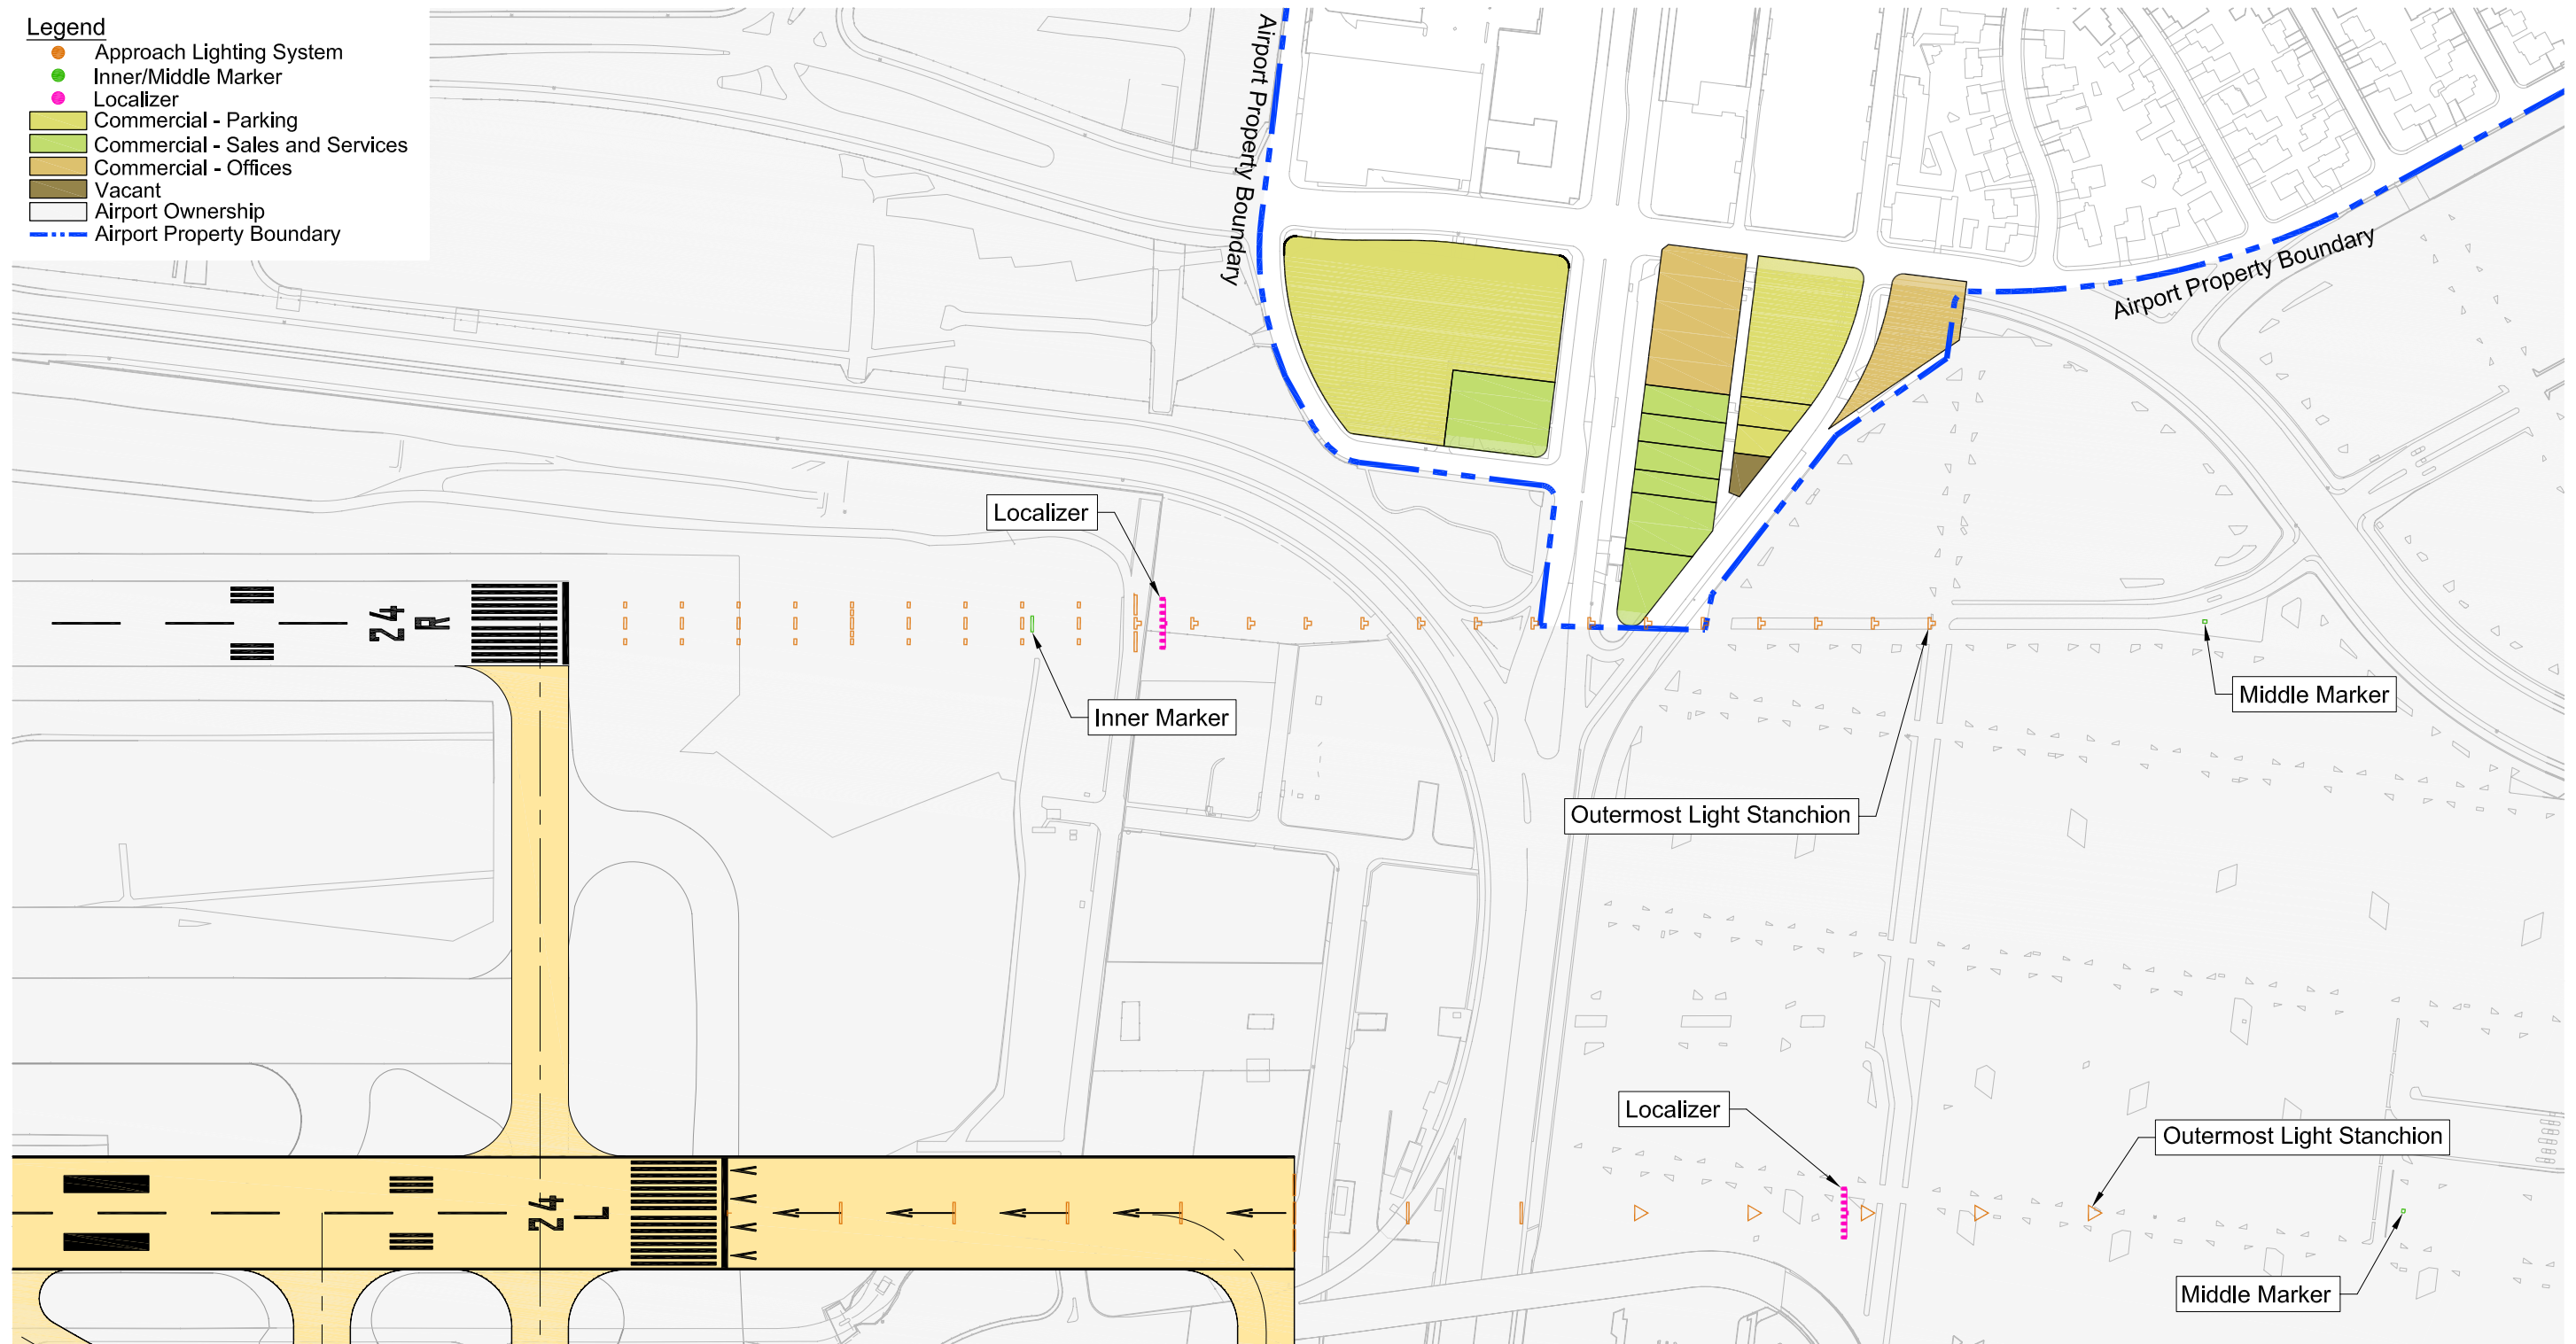 Legend
Approach Lighting System
Inner/Middle Marker
Localizer
Commercial - Parking
Commercial - Sales and Services
Commercial - Offices
Vacant
Airport Ownership
Airport Property Boundary
Airport Property Boundary
Airport Property Boundary
Localizer
24
R
Inner Marker
Middle Marker
Outermost Light Stanchion
Localizer
Outermost Light Stanchion
24
L
Middle Marker